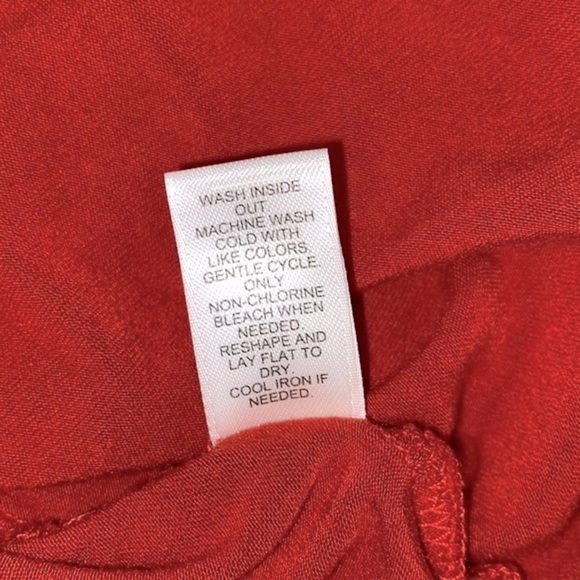 WASH INSIDE
OUT.
MACHINE WASH
COLD WITH
LIKE COLORS.
GENTLE CYCLE.
ONLY
NON-CHLORINE
BLEACH WHEN
NEEDED.
RESHAPE AND
LAY FLAT TO
DRY.
COOL IRON IF
NEEDED.